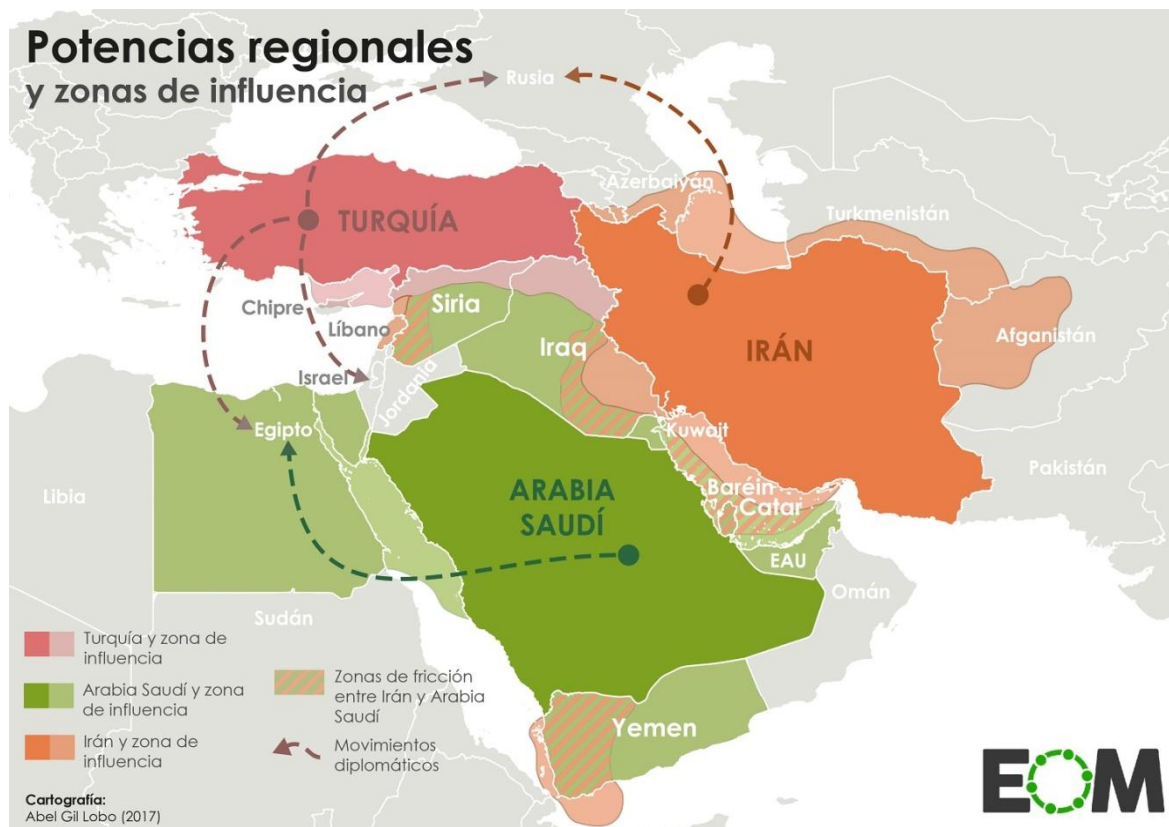 Potencias regionales
y zonas de influencia
Rusia
Azerbaiyán
Turkmenistán
TURQUÍA
Chipre
Siria
Líbano
Iraq
IRÁN
Afganistán
Israel
Jordania
Egipto
Kuwait
Pakistán
Libia
ARABIA
SAUDÍ
Baréin
Catar
EAU
Omán
Sudán
Yemen
Turquía y zona de
influencia
Arabia Saudí y zona
de influencia
Irán y zona de
influencia
Zonas de fricción
entre Irán y Arabia
Saudí
Movimientos
diplomáticos
Cartografía:
Abel Gil Lobo (2017)
EOM